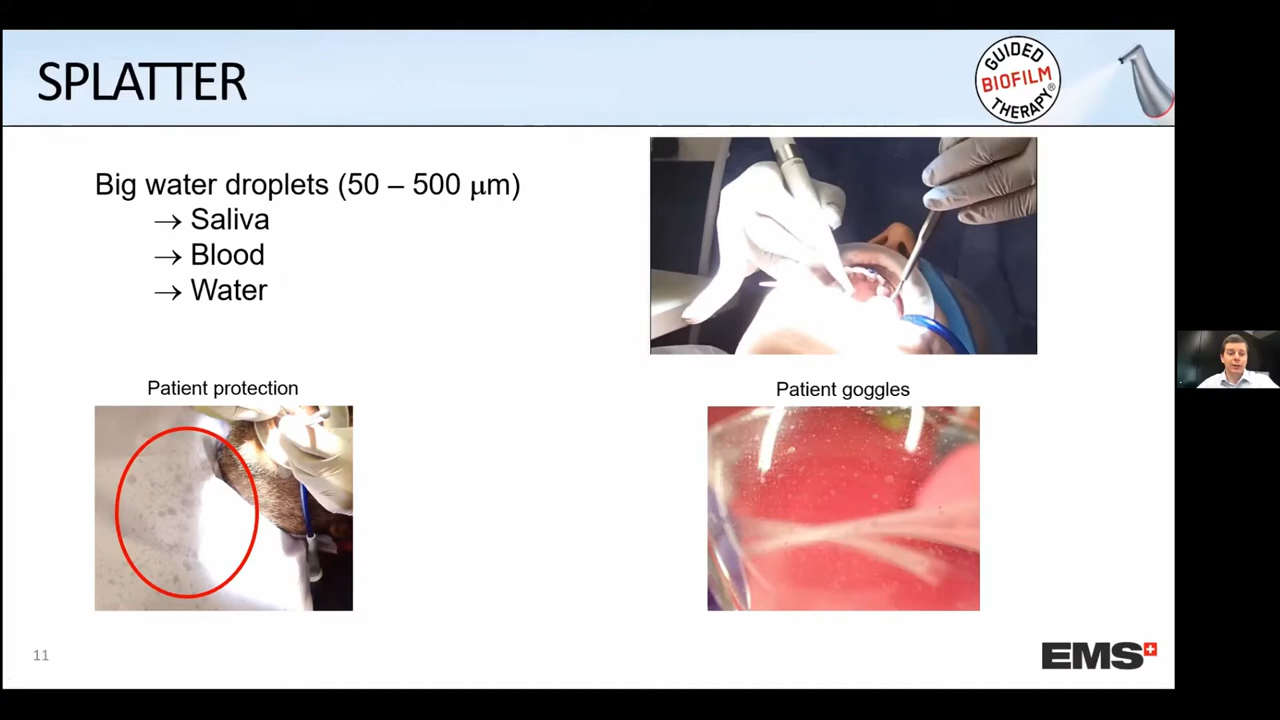 SPLATTER
GUIDED
BIOFILM
THERAPY®
Big water droplets (50 – 500 μm)
→ Saliva
→ Blood
→ Water
Patient protection
Patient goggles
11
EMS